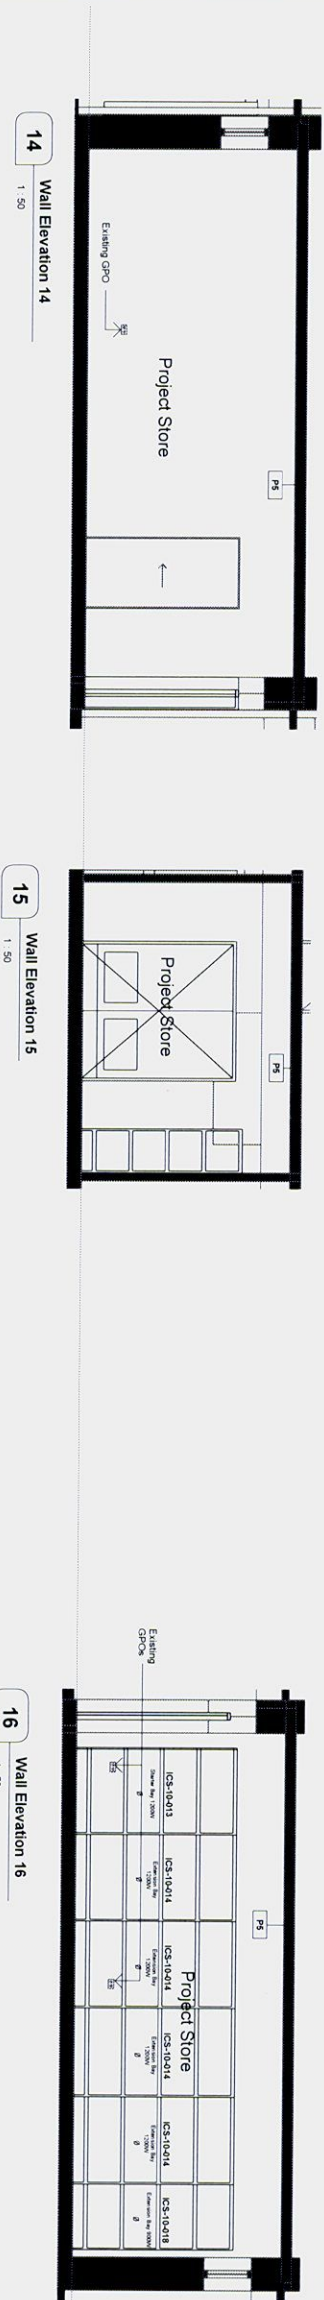 14
Wall Elevation 14
1 : 50
Existing GPO
Project Store
P5
15
Wall Elevation 15
1 : 50
Project Store
P5
16
Wall Elevation 16
Existing
GPOs
P5
Project Store
ICS-10-013
Starter Bay 1200W
ICS-10-014
Extension Bay
1200W
ICS-10-014
Extension Bay
1200W
ICS-10-014
Extension Bay
1200W
ICS-10-014
Extension Bay
1200W
ICS-10-018
Extension Bay 900W